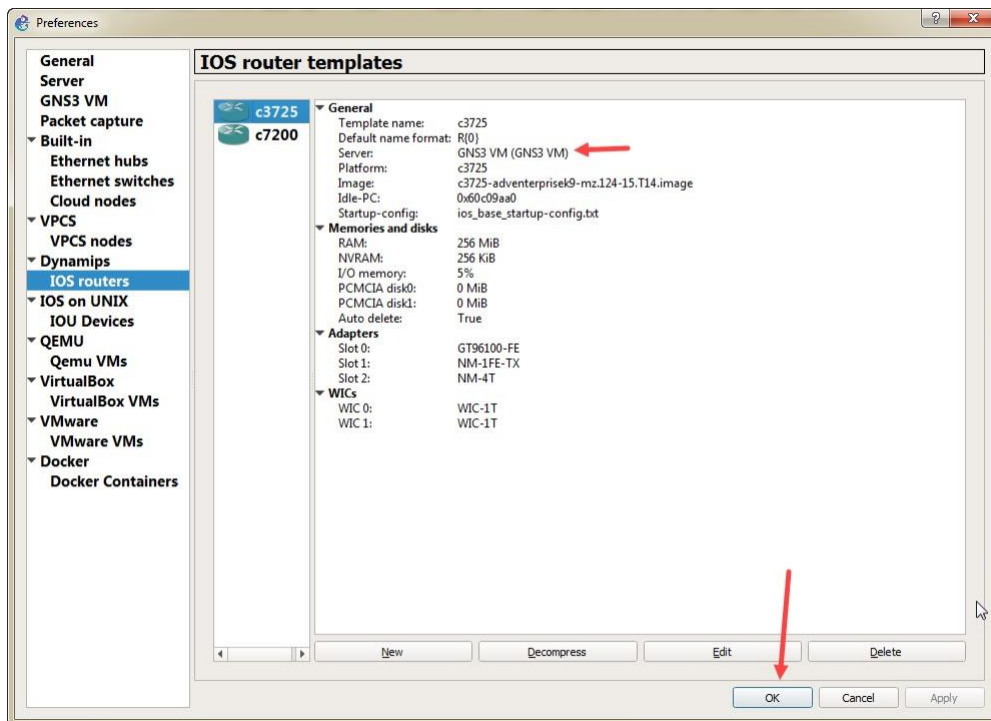 Preferences
General
Server
GNS3 VM
Packet capture
Built-in
Ethernet hubs
Ethernet switches
Cloud nodes
VPCS
VPCS nodes
Dynamips
IOS routers
IOS on UNIX
IOU Devices
QEMU
Qemu VMs
VirtualBox
VirtualBox VMs
VMware
VMware VMs
Docker
Docker Containers
IOS router templates
c3725
c7200
General
Template name: c3725
Default name format: R{0}
Server: GNS3 VM (GNS3 VM)
Platform: c3725
Image: c3725-adventerprisek9-mz.124-15.T14.image
Idle-PC: 0x60c09aa0
Startup-config: ios_base_startup-config.txt
Memories and disks
RAM: 256 MiB
NVRAM: 256 KiB
I/O memory: 5%
PCMCIA disk0: 0 MiB
PCMCIA disk1: 0 MiB
Auto delete: True
Adapters
Slot 0: GT96100-FE
Slot 1: NM-1FE-TX
Slot 2: NM-4T
WICs
WIC 0: WIC-1T
WIC 1: WIC-1T
New Decompress Edit Delete
OK Cancel Apply